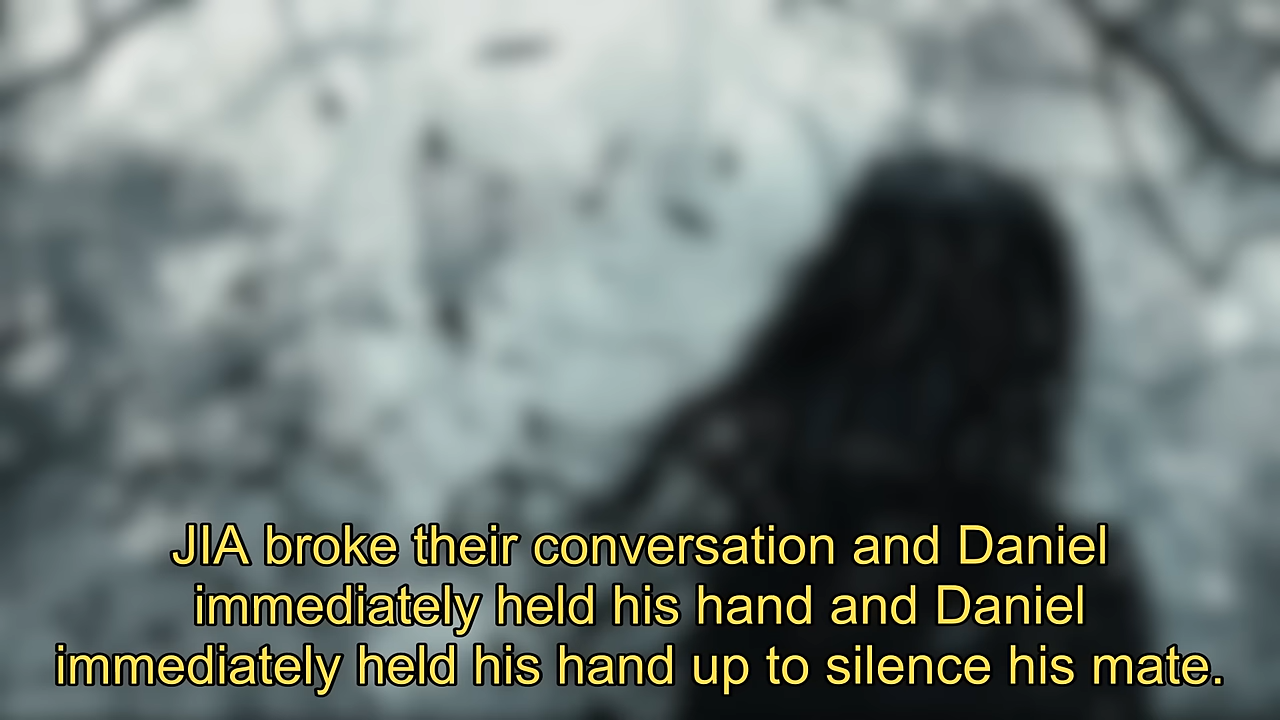 JIA broke their conversation and Daniel
immediately held his hand and Daniel
immediately held his hand up to silence his mate.